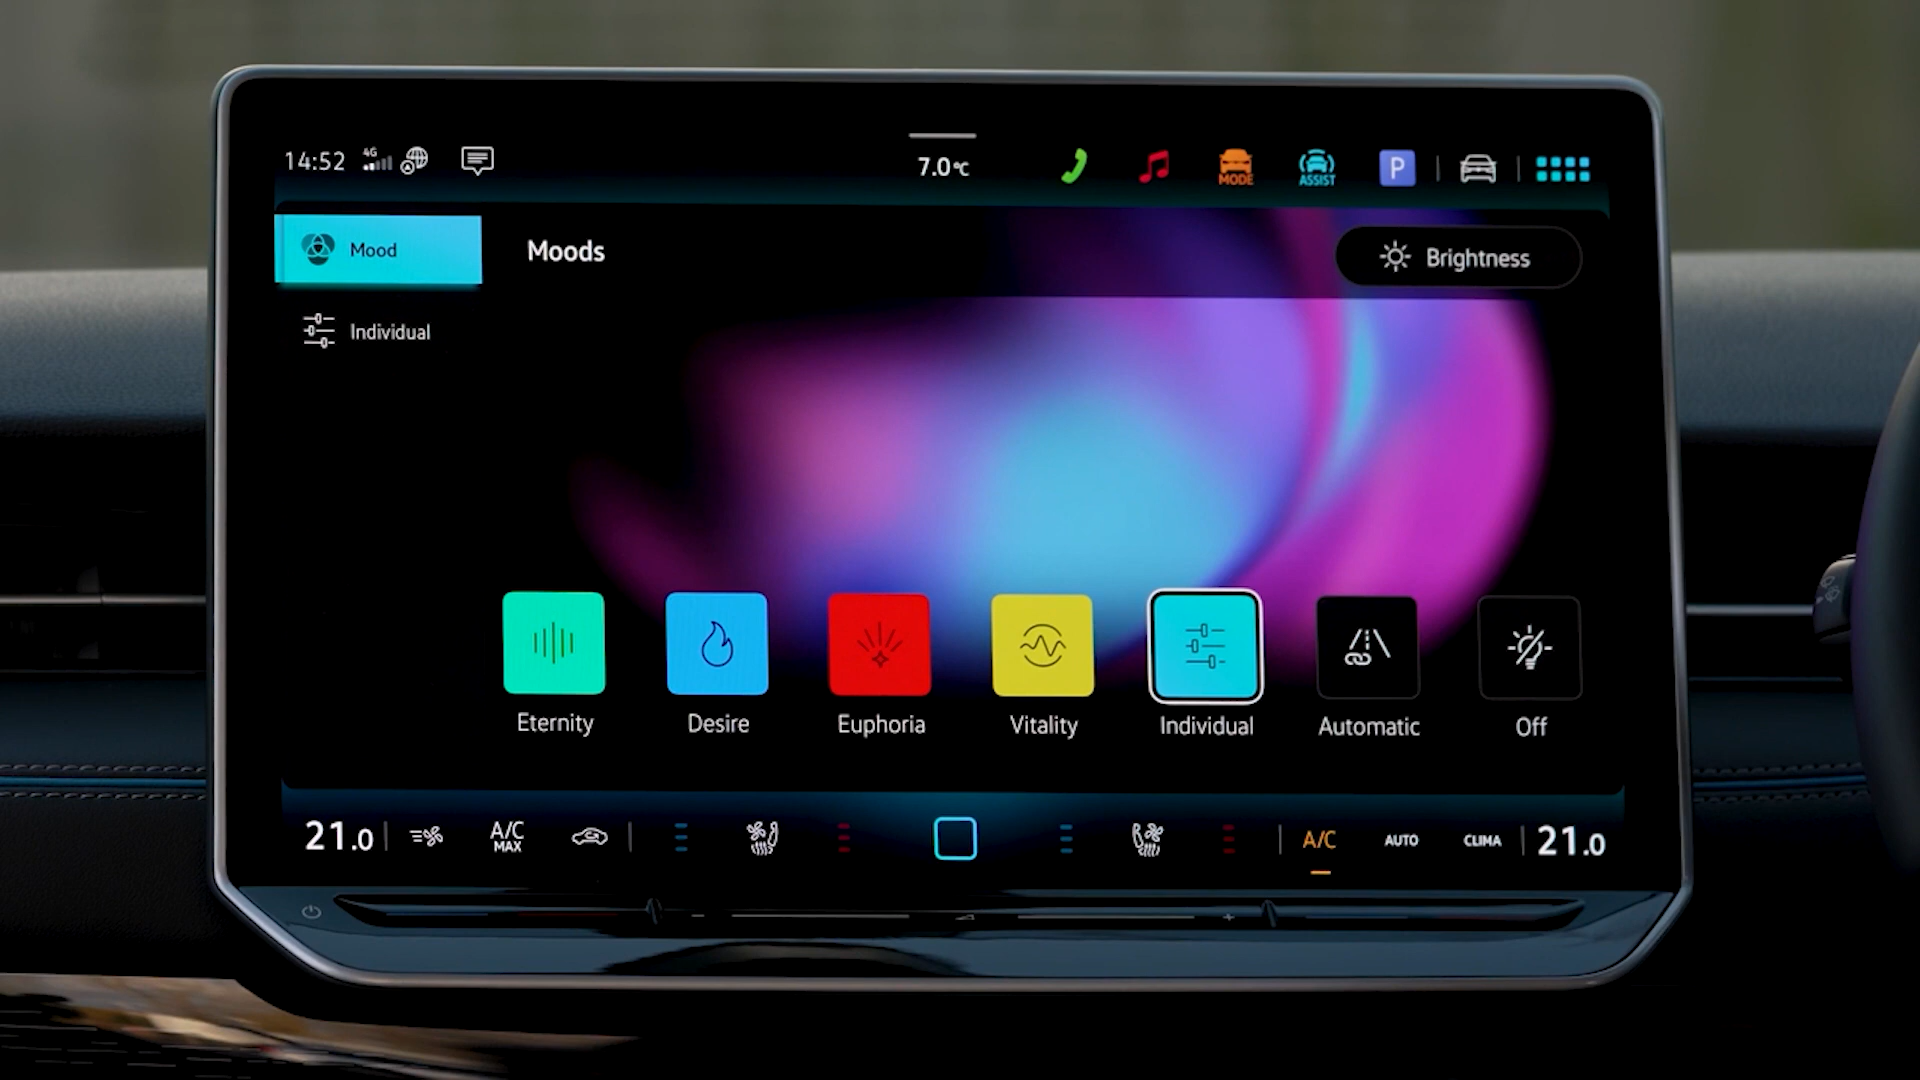 14:52 4G
7.0°C
MODE ASSIST P
Mood
Moods
Brightness
Individual
Eternity Desire Euphoria Vitality Individual Automatic Off
21.0 A/C MAX A/C AUTO CLIMA 21.0
- +